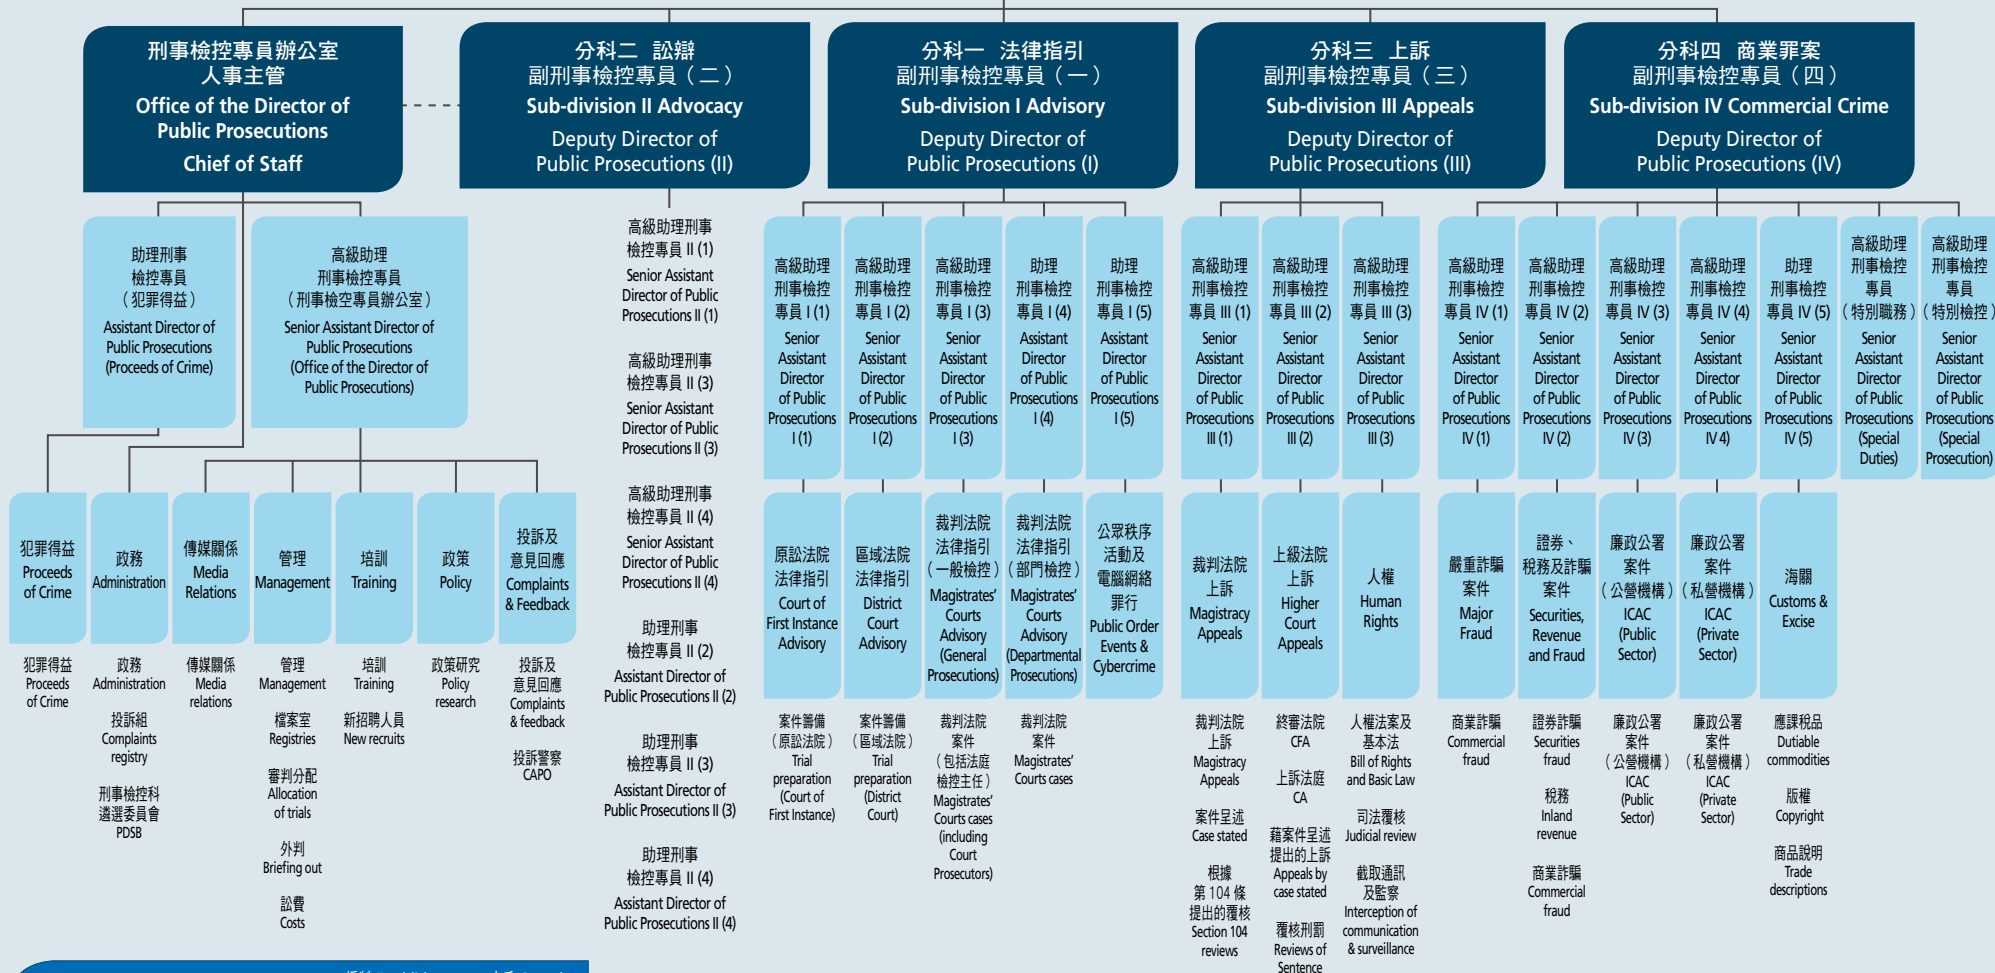 刑事檢控專員辦公室
人事主管
Office of the Director of
Public Prosecutions
Chief of Staff
分科二 訟辯
副刑事檢控專員（二）
Sub-division II Advocacy
Deputy Director of
Public Prosecutions (II)
分科一 法律指引
副刑事檢控專員（一）
Sub-division I Advisory
Deputy Director of
Public Prosecutions (I)
分科三 上訴
副刑事檢控專員（三）
Sub-division III Appeals
Deputy Director of
Public Prosecutions (III)
分科四 商業罪案
副刑事檢控專員（四）
Sub-division IV Commercial Crime
Deputy Director of
Public Prosecutions (IV)
助理刑事
檢控專員
（犯罪得益）
Assistant Director of
Public Prosecutions
(Proceeds of Crime)
高級助理
刑事檢控專員
（刑事檢空專員辦公室）
Senior Assistant Director of
Public Prosecutions
(Office of the Director of
Public Prosecutions)
高級助理刑事
檢控專員 II (1)
Senior Assistant
Director of Public
Prosecutions II (1)
高級助理刑事
檢控專員 II (3)
Senior Assistant
Director of Public
Prosecutions II (3)
高級助理刑事
檢控專員 II (4)
Senior Assistant
Director of Public
Prosecutions II (4)
助理刑事
檢控專員 II (2)
Assistant Director of
Public Prosecutions II (2)
助理刑事
檢控專員 II (3)
Assistant Director of
Public Prosecutions II (3)
助理刑事
檢控專員 II (4)
Assistant Director of
Public Prosecutions II (4)
高級助理
刑事檢控
專員 I (1)
Senior
Assistant
Director
of Public
Prosecutions
I (1)
高級助理
刑事檢控
專員 I (2)
Senior
Assistant
Director
of Public
Prosecutions
I (2)
高級助理
刑事檢控
專員 I (3)
Senior
Assistant
Director
of Public
Prosecutions
I (3)
助理
刑事檢控
專員 I (4)
Assistant
Director
of Public
Prosecutions
I (4)
助理
刑事檢控
專員 I (5)
Assistant
Director
of Public
Prosecutions
I (5)
高級助理
刑事檢控
專員 III (1)
Senior
Assistant
Director
of Public
Prosecutions
III (1)
高級助理
刑事檢控
專員 III (2)
Senior
Assistant
Director
of Public
Prosecutions
III (2)
高級助理
刑事檢控
專員 III (3)
Senior
Assistant
Director
of Public
Prosecutions
III (3)
高級助理
刑事檢控
專員 IV (1)
Senior
Assistant
Director
of Public
Prosecutions
IV (1)
高級助理
刑事檢控
專員 IV (2)
Senior
Assistant
Director
of Public
Prosecutions
IV (2)
高級助理
刑事檢控
專員 IV (3)
Senior
Assistant
Director
of Public
Prosecutions
IV (3)
高級助理
刑事檢控
專員 IV (4)
Senior
Assistant
Director
of Public
Prosecutions
IV 4)
助理
刑事檢控
專員 IV (5)
Senior
Assistant
Director
of Public
Prosecutions
IV (5)
高級助理
刑事檢控
專員
（特別職務）
Senior
Assistant
Director
of Public
Prosecutions
(Special
Duties)
高級助理
刑事檢控
專員
（特別檢控）
Senior
Assistant
Director
of Public
Prosecutions
(Special
Prosecution)
犯罪得益
Proceeds
of Crime
政務
Administration
傳媒關係
Media
Relations
管理
Management
培訓
Training
政策
Policy
投訴及
意見回應
Complaints
& Feedback
原訟法院
法律指引
Court of
First Instance
Advisory
區域法院
法律指引
District
Court
Advisory
裁判法院
法律指引
（一般檢控）
Magistrates'
Courts
Advisory
(General
Prosecutions)
裁判法院
法律指引
（部門檢控）
Magistrates'
Courts
Advisory
(Departmental
Prosecutions)
公眾秩序
活動及
電腦網絡
罪行
Public Order
Events &
Cybercrime
裁判法院
上訴
Magistracy
Appeals
上級法院
上訴
Higher
Court
Appeals
人權
Human
Rights
嚴重詐騙
案件
Major
Fraud
證券、
稅務及詐騙
案件
Securities,
Revenue
and Fraud
廉政公署
案件
（公營機構）
ICAC
(Public
Sector)
廉政公署
案件
（私營機構）
ICAC
(Private
Sector)
海關
Customs &
Excise
犯罪得益
Proceeds
of Crime
政務
Administration
投訴組
Complaints
registry
刑事檢控科
遴選委員會
PDSB
傳媒關係
Media
relations
管理
Management
檔案室
Registries
審判分配
Allocation
of trials
外判
Briefing out
訟費
Costs
培訓
Training
新招聘人員
New recruits
政策研究
Policy
research
投訴及
意見回應
Complaints
& feedback
投訴警察
CAPO
案件籌備
（原訟法院）
Trial
preparation
(Court of
First Instance)
案件籌備
（區域法院）
Trial
preparation
(District
Court)
裁判法院
案件
（包括法庭
檢控主任）
Magistrates'
Courts cases
(including
Court
Prosecutors)
裁判法院
案件
Magistrates'
Courts cases
裁判法院
上訴
Magistracy
Appeals
案件呈述
Case stated
根據
第 104 條
提出的覆核
Section 104
reviews
終審法院
CFA
上訴法庭
CA
藉案件呈述
提出的上訴
Appeals by
case stated
覆核刑罰
Reviews of
Sentence
人權法案及
基本法
Bill of Rights
and Basic Law
司法覆核
Judicial review
截取通訊
及監察
Interception of
communication
& surveillance
商業詐騙
Commercial
fraud
證券詐騙
Securities
fraud
稅務
Inland
revenue
商業詐騙
Commercial
fraud
廉政公署
案件
（公營機構）
ICAC
(Public
Sector)
廉政公署
案件
（私營機構）
ICAC
(Private
Sector)
應課稅品
Dutiable
commodities
版權
Copyright
商品說明
Trade
descriptions